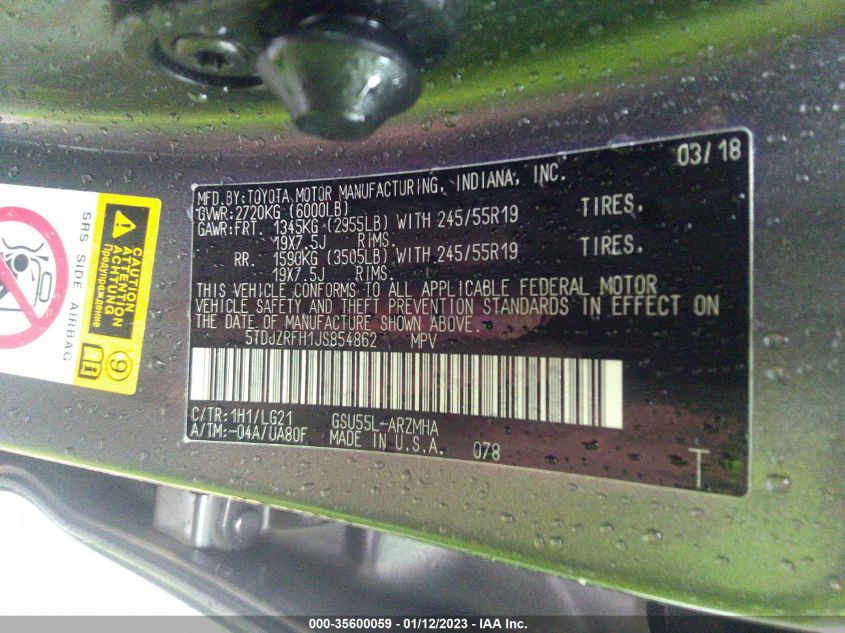 03/18
MFD. BY: TOYOTA MOTOR MANUFACTURING, INDIANA, INC.
GVWR: 2720KG (6000LB)
GAWR: FRT. 1345KG (2955LB) WITH 245/55R19 TIRES.
19X7.5J RIMS.
RR. 1590KG (3505LB) WITH 245/55R19 TIRES.
19X7.5J RIMS.
THIS VEHICLE CONFORMS TO ALL APPLICABLE FEDERAL MOTOR
VEHICLE SAFETY AND THEFT PREVENTION STANDARDS IN EFFECT ON
THE DATE OF MANUFACTURE SHOWN ABOVE.
5TDJZRFH1JS854862 MPV
C/TR: 1H1/LG21 GSU55L-ARZMHA
A/TM: -04A/UA80F MADE IN U.S.A. 078
T
CAUTION
ATTENTION
ACHTUNG
Предупреждение
SRS SIDE AIRBAG
9
i
000-35600059 - 01/12/2023 - IAA Inc.